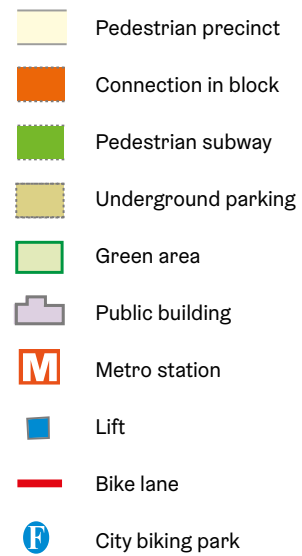 Pedestrian precinct
Connection in block
Pedestrian subway
Underground parking
Green area
Public building
M Metro station
Lift
Bike lane
F City biking park